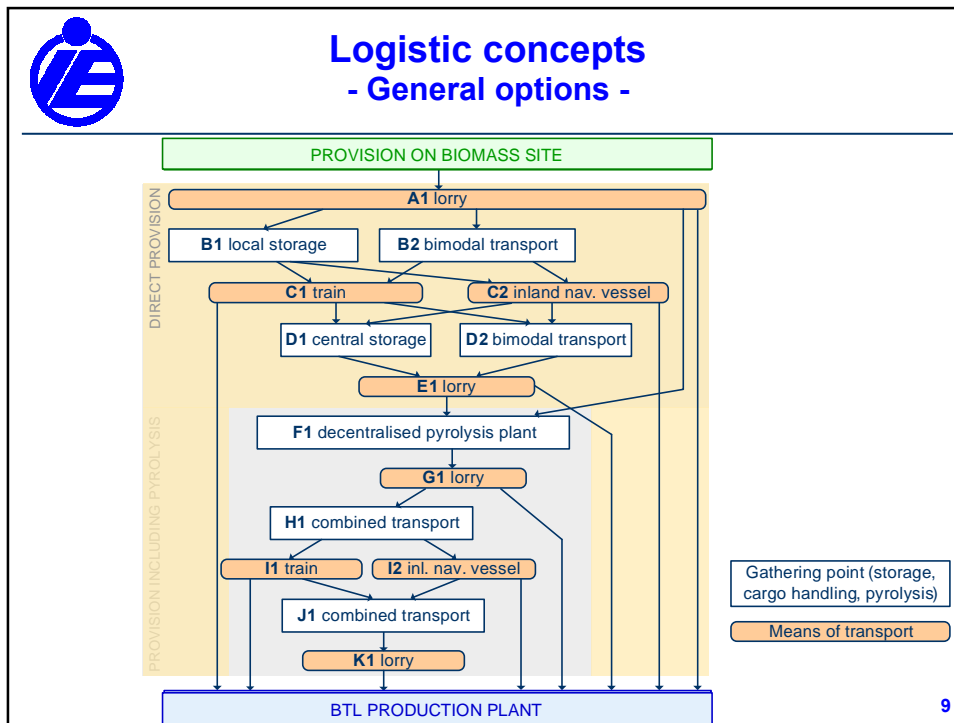 Logistic concepts
- General options -
PROVISION ON BIOMASS SITE
DIRECT PROVISION
A1 lorry
B1 local storage
B2 bimodal transport
C1 train
C2 inland nav. vessel
D1 central storage
D2 bimodal transport
E1 lorry
PROVISION INCLUDING PYROLYSIS
F1 decentralised pyrolysis plant
G1 lorry
H1 combined transport
I1 train
I2 inl. nav. vessel
J1 combined transport
K1 lorry
BTL PRODUCTION PLANT
Gathering point (storage,
cargo handling, pyrolysis)
Means of transport
9